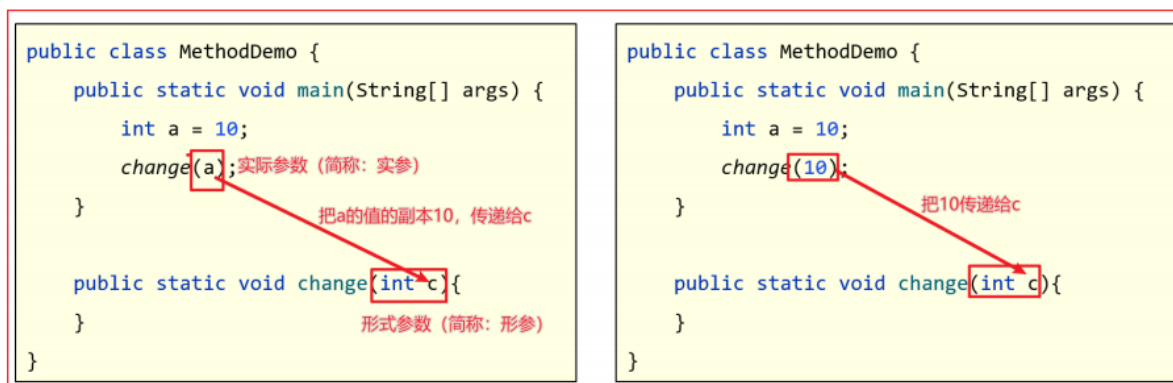 public class MethodDemo {
public static void main(String[] args) {
int a = 10;
change(a);实际参数（简称：实参）
}
把a的值的副本10，传递给c
public static void change(int c){
}
形式参数（简称：形参）
}
public class MethodDemo {
public static void main(String[] args) {
int a = 10;
change(10);
}
把10传递给c
public static void change(int c){
}
}